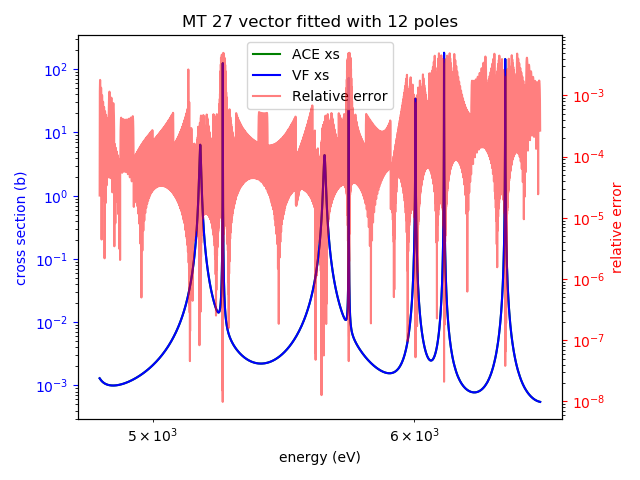 MT 27 vector fitted with 12 poles
ACE xs
VF xs
Relative error
cross section (b)
10^2
10^1
10^0
10^-1
10^-2
10^-3
relative error
10^-3
10^-4
10^-5
10^-6
10^-7
10^-8
5 × 10^3
6 × 10^3
energy (eV)